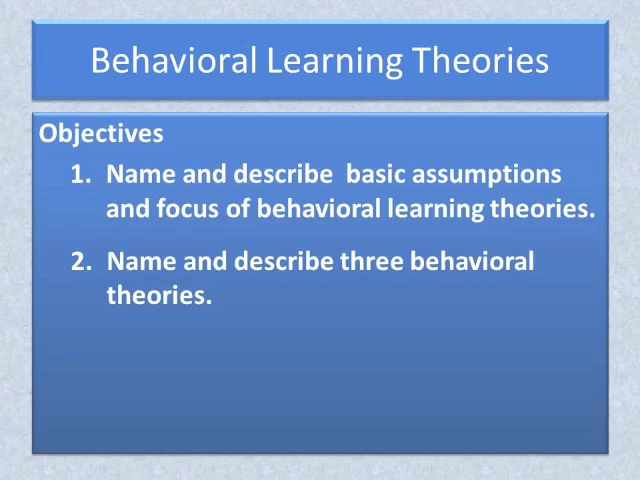 Behavioral Learning Theories
Objectives
1. Name and describe  basic assumptions
and focus of behavioral learning theories.
2. Name and describe three behavioral
theories.